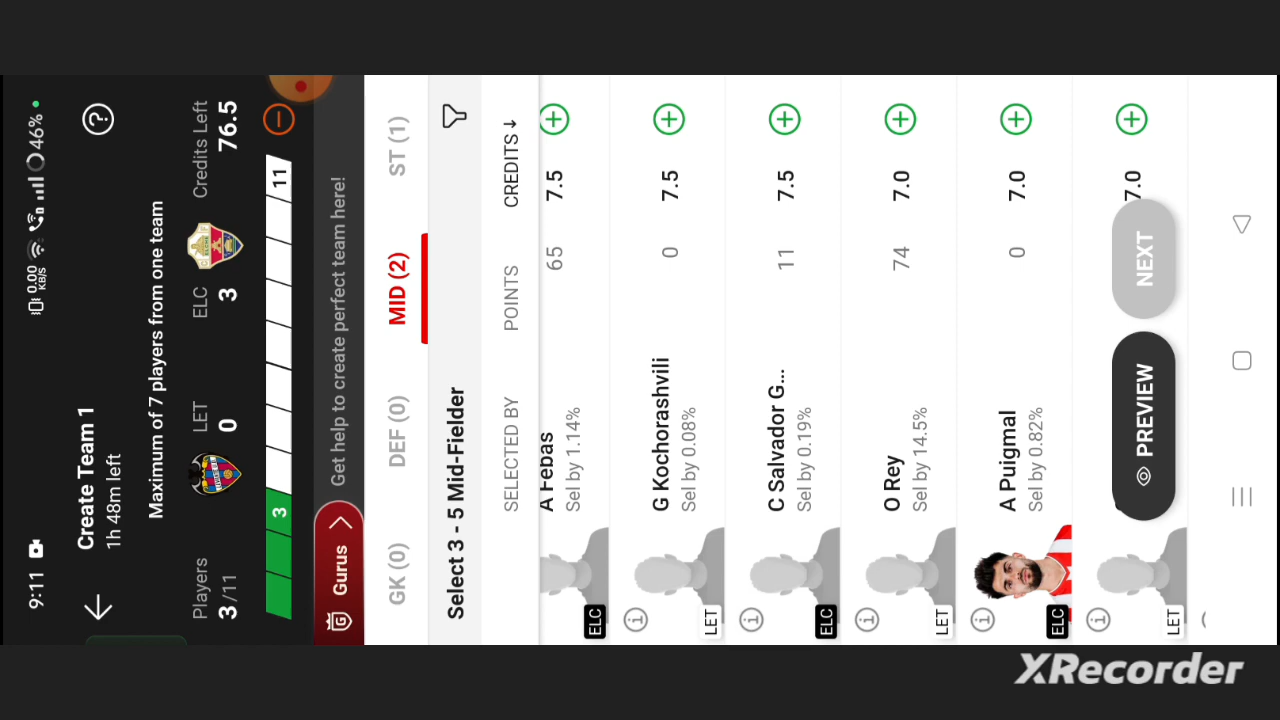 9:11
0.00 KB/S
46%
Create Team 1
1h 48m left
Maximum of 7 players from one team
Players
3 /11
LET
0
ELC
3
Credits Left
76.5
3
11
G Gurus
Get help to create perfect team here!
GK (0) DEF (0) MID (2) ST (1)
Select 3 - 5 Mid-Fielder
SELECTED BY POINTS CREDITS
A Febas
Sel by 1.14%
65 7.5
ELC
G Kochorashvili
Sel by 0.08%
0 7.5
LET
C Salvador G...
Sel by 0.19%
11 7.5
ELC
O Rey
Sel by 14.5%
74 7.0
LET
A Puigmal
Sel by 0.82%
0 7.0
ELC
7.0
LET
PREVIEW
NEXT
XRecorder